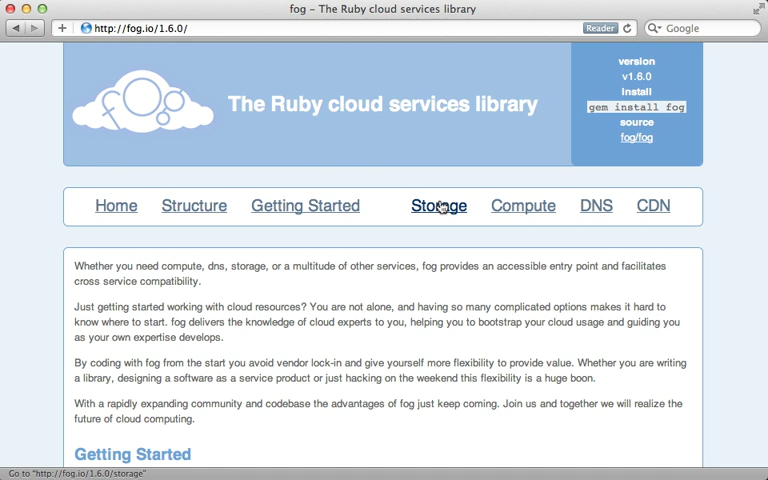 fog – The Ruby cloud services library
http://fog.io/1.6.0/
Reader
Google
fog
The Ruby cloud services library
version
v1.6.0
install
gem install fog
source
fog/fog
Home Structure Getting Started Storage Compute DNS CDN
Whether you need compute, dns, storage, or a multitude of other services, fog provides an accessible entry point and facilitates
cross service compatibility.
Just getting started working with cloud resources? You are not alone, and having so many complicated options makes it hard to
know where to start. fog delivers the knowledge of cloud experts to you, helping you to bootstrap your cloud usage and guiding you
as your own expertise develops.
By coding with fog from the start you avoid vendor lock-in and give yourself more flexibility to provide value. Whether you are writing
a library, designing a software as a service product or just hacking on the weekend this flexibility is a huge boon.
With a rapidly expanding community and codebase the advantages of fog just keep coming. Join us and together we will realize the
future of cloud computing.
Getting Started
Go to "http://fog.io/1.6.0/storage"